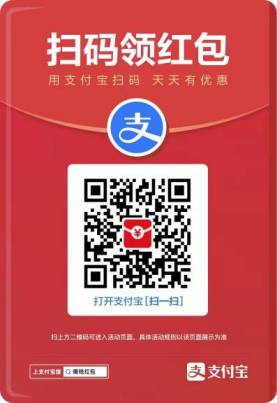 扫码领红包
用支付宝扫码 天天有优惠
支
打开支付宝[扫一扫]
扫上方二维码可进入活动页面，具体活动规则以该页面展示为准
上支付宝搜 赚钱红包
支 支付宝